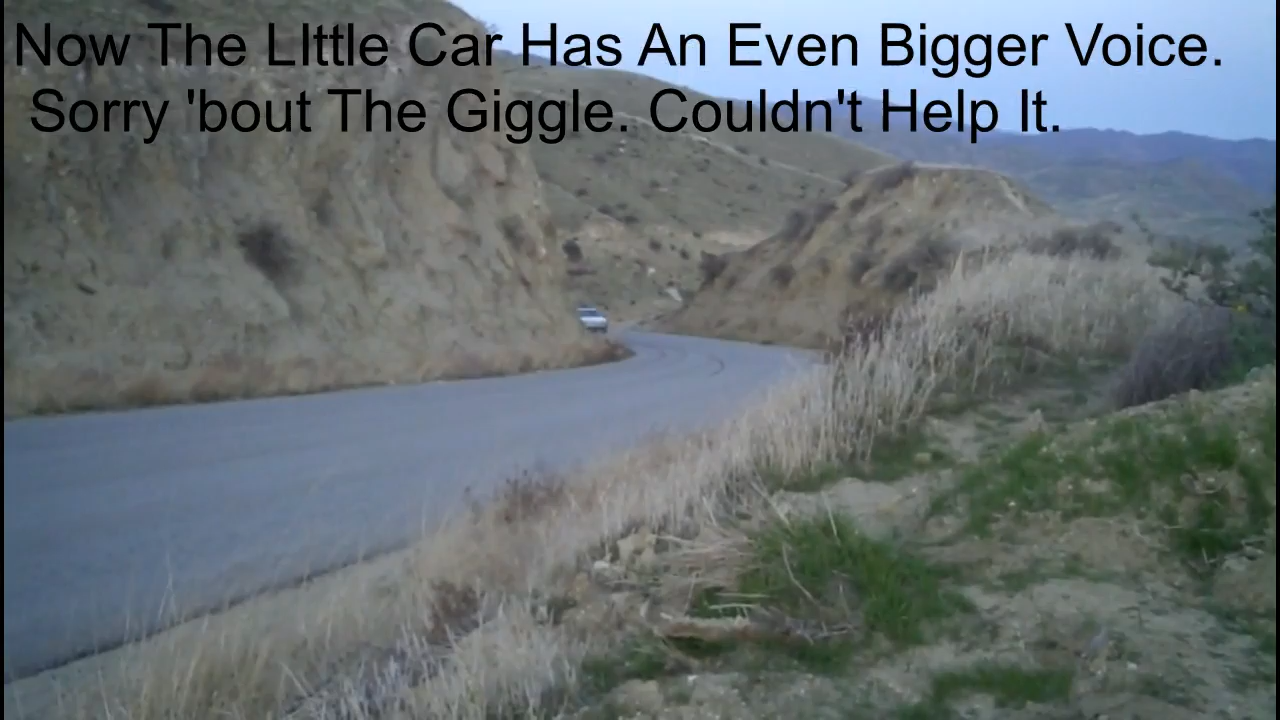 Now The LIttle Car Has An Even Bigger Voice.
Sorry 'bout The Giggle. Couldn't Help It.